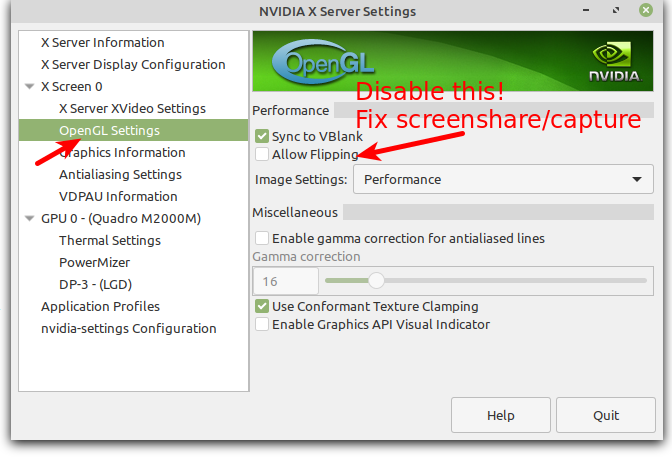 NVIDIA X Server Settings
X Server Information
X Server Display Configuration
X Screen 0
X Server XVideo Settings
OpenGL Settings
Graphics Information
Antialiasing Settings
VDPAU Information
GPU 0 - (Quadro M2000M)
Thermal Settings
PowerMizer
DP-3 - (LGD)
Application Profiles
nvidia-settings Configuration
OpenGL
NVIDIA
Disable this!
Fix screenshare/capture
Performance
Sync to VBlank
Allow Flipping
Image Settings: Performance
Miscellaneous
Enable gamma correction for antialiased lines
Gamma correction
16
Use Conformant Texture Clamping
Enable Graphics API Visual Indicator
Help Quit